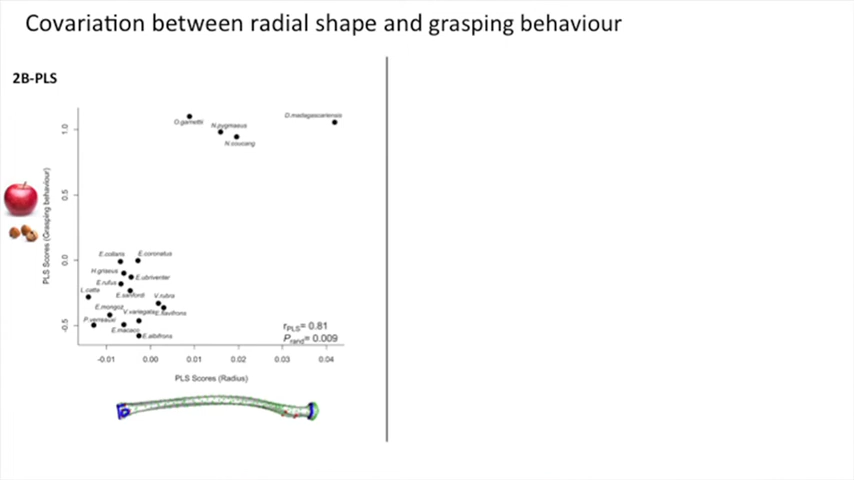 Covariation between radial shape and grasping behaviour
2B-PLS
D.madagascariensis
O.garnettii
N.pygmaeus
N.coucang
1.0
0.5
0.0
-0.5
PLS Scores (Grasping behaviour)
E.collaris
E.coronatus
H.griseus
E.rubriventer
E.rufus
L.catta
E.sanfordi
V.rubra
E.mongoz
V.variegata
E.flavifrons
P.verreauxi
E.macaco
E.albifrons
rPLS= 0.81
Prand= 0.009
-0.01 0.00 0.01 0.02 0.03 0.04
PLS Scores (Radius)